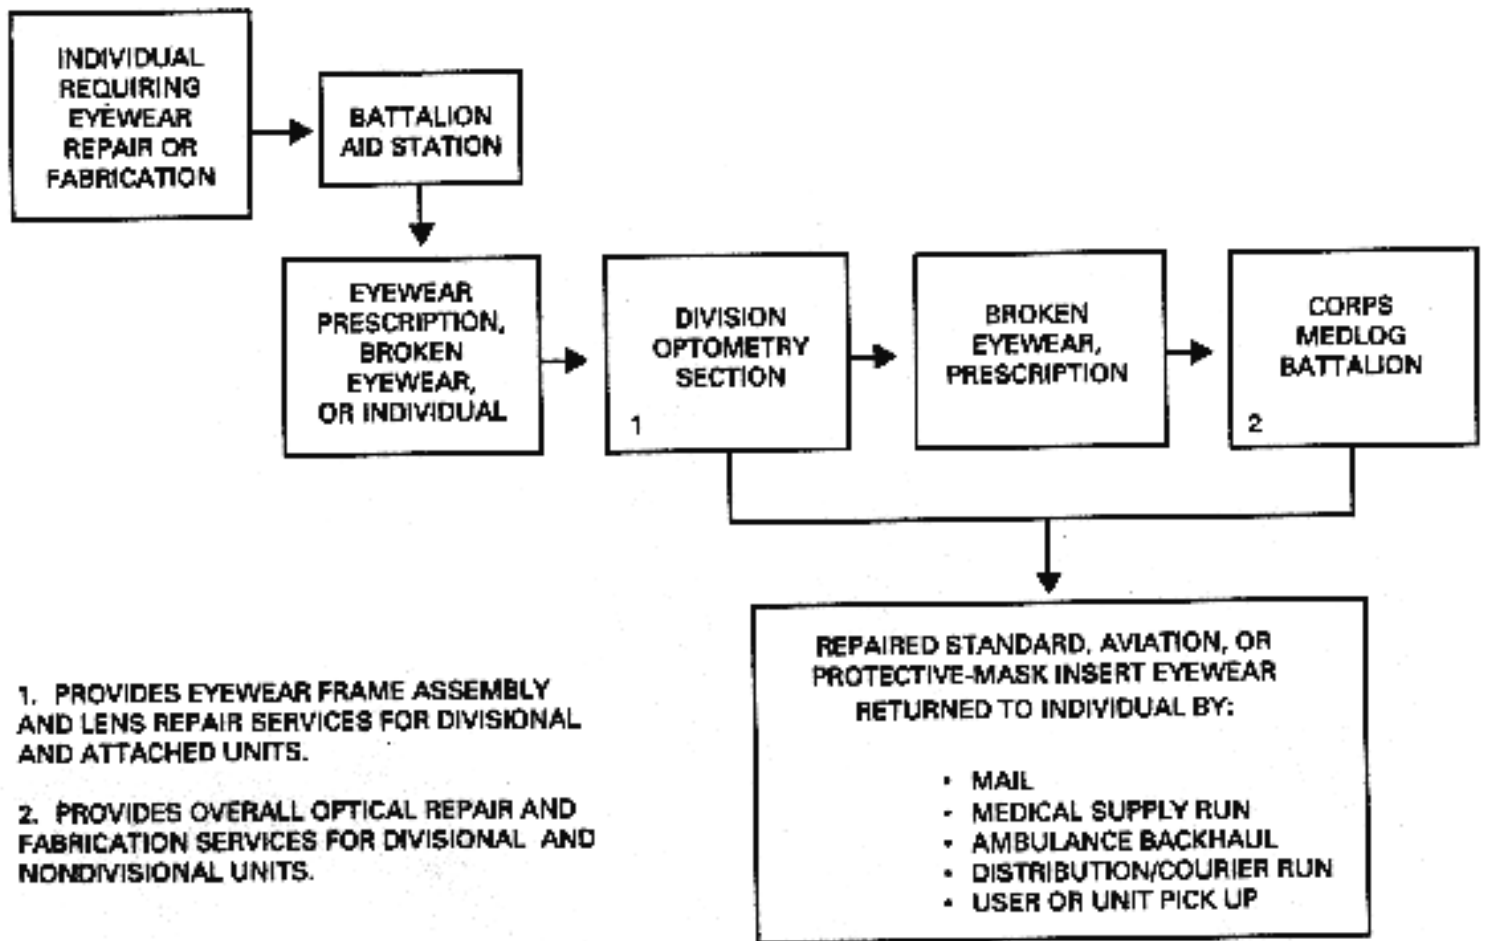 INDIVIDUAL
REQUIRING
EYEWEAR
REPAIR OR
FABRICATION
BATTALION
AID STATION
EYEWEAR
PRESCRIPTION,
BROKEN
EYEWEAR,
OR INDIVIDUAL
DIVISION
OPTOMETRY
SECTION
1
BROKEN
EYEWEAR,
PRESCRIPTION
CORPS
MEDLOG
BATTALION
2
REPAIRED STANDARD, AVIATION, OR
PROTECTIVE-MASK INSERT EYEWEAR
RETURNED TO INDIVIDUAL BY:
• MAIL
• MEDICAL SUPPLY RUN
• AMBULANCE BACKHAUL
• DISTRIBUTION/COURIER RUN
• USER OR UNIT PICK UP
1. PROVIDES EYEWEAR FRAME ASSEMBLY
AND LENS REPAIR SERVICES FOR DIVISIONAL
AND ATTACHED UNITS.
2. PROVIDES OVERALL OPTICAL REPAIR AND
FABRICATION SERVICES FOR DIVISIONAL AND
NONDIVISIONAL UNITS.